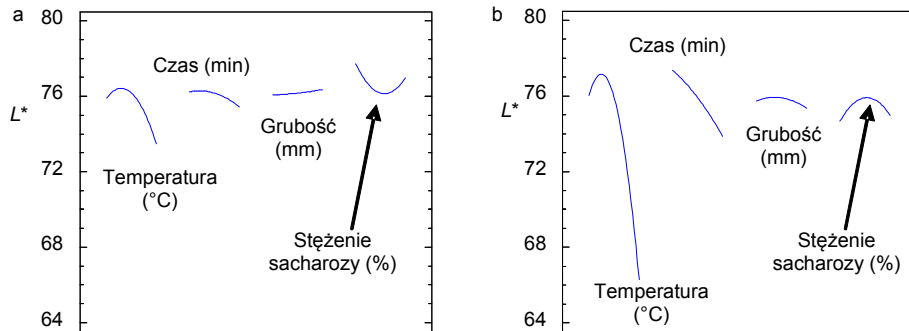 a
80
76
72
68
64
L*
Czas (min)
Grubość
(mm)
Temperatura
(°C)
Stężenie
sacharozy (%)
b
80
76
72
68
64
L*
Czas (min)
Grubość
(mm)
Stężenie
sacharozy (%)
Temperatura
(°C)